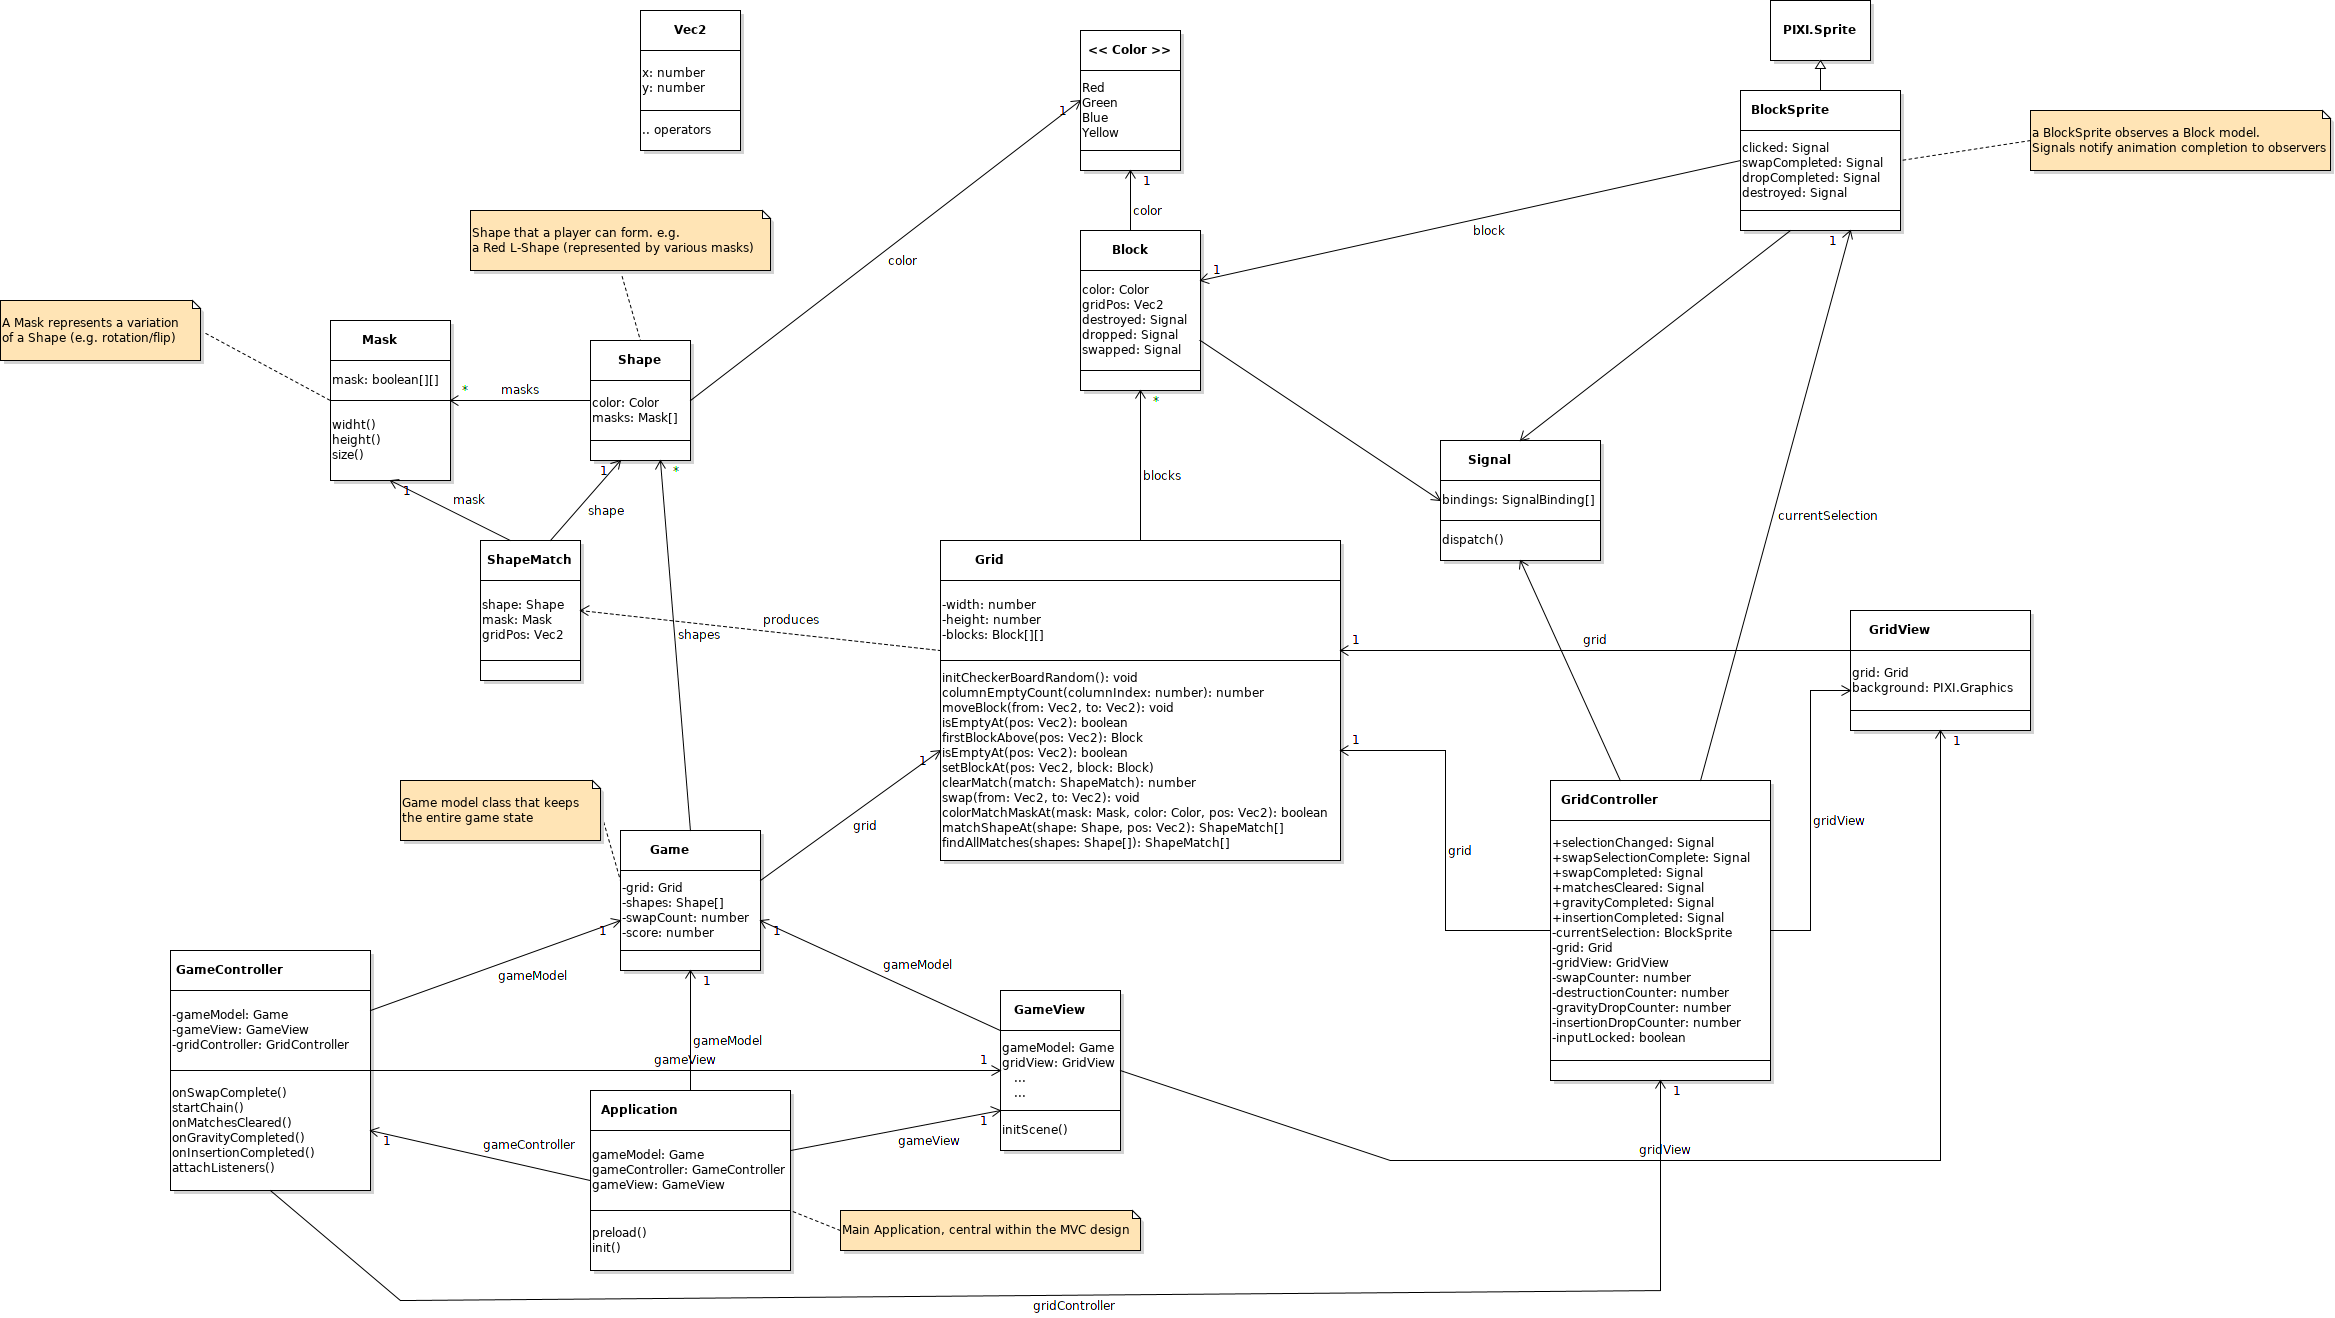 Vec2
x: number
y: number
.. operators
<< Color >>
Red
Green
Blue
Yellow
PIXI.Sprite
BlockSprite
clicked: Signal
swapCompleted: Signal
dropCompleted: Signal
destroyed: Signal
a BlockSprite observes a Block model.
Signals notify animation completion to observers
Shape that a player can form. e.g.
a Red L-Shape (represented by various masks)
A Mask represents a variation
of a Shape (e.g. rotation/flip)
Mask
mask: boolean[][]
widht()
height()
size()
Shape
color: Color
masks: Mask[]
Block
color: Color
gridPos: Vec2
destroyed: Signal
dropped: Signal
swapped: Signal
1
color
1
color
block
1
1
* masks
1
shape
*
shapes
1
mask
*
blocks
Signal
bindings: SignalBinding[]
dispatch()
currentSelection
ShapeMatch
shape: Shape
mask: Mask
gridPos: Vec2
produces
Grid
-width: number
-height: number
-blocks: Block[][]
initCheckerBoardRandom(): void
columnEmptyCount(columnIndex: number): number
moveBlock(from: Vec2, to: Vec2): void
isEmptyAt(pos: Vec2): boolean
firstBlockAbove(pos: Vec2): Block
isEmptyAt(pos: Vec2): boolean
setBlockAt(pos: Vec2, block: Block)
clearMatch(match: ShapeMatch): number
swap(from: Vec2, to: Vec2): void
colorMatchMaskAt(mask: Mask, color: Color, pos: Vec2): boolean
matchShapeAt(shape: Shape, pos: Vec2): ShapeMatch[]
findAllMatches(shapes: Shape[]): ShapeMatch[]
1
grid
1
grid
GridView
grid: Grid
background: PIXI.Graphics
1
gridView
GridController
+selectionChanged: Signal
+swapSelectionComplete: Signal
+swapCompleted: Signal
+matchesCleared: Signal
+gravityCompleted: Signal
+insertionCompleted: Signal
-currentSelection: BlockSprite
-grid: Grid
-gridView: GridView
-swapCounter: number
-destructionCounter: number
-gravityDropCounter: number
-insertionDropCounter: number
-inputLocked: boolean
1
Game model class that keeps
the entire game state
Game
-grid: Grid
-shapes: Shape[]
-swapCount: number
-score: number
1
grid
1
gameModel
1
gameModel
1
gameModel
GameController
-gameModel: Game
-gameView: GameView
-gridController: GridController
onSwapComplete()
startChain()
onMatchesCleared()
onGravityCompleted()
onInsertionCompleted()
attachListeners()
gameView
1
GameView
gameModel: Game
gridView: GridView
...
...
initScene()
Application
gameModel: Game
gameController: GameController
gameView: GameView
preload()
init()
1
gameController
gameView
1
gridView
Main Application, central within the MVC design
gridController